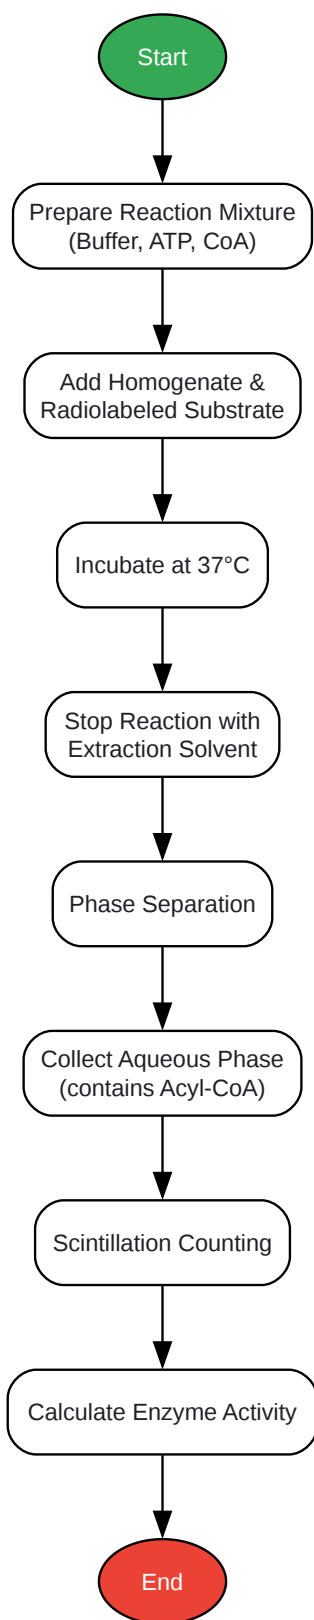 Start
Prepare Reaction Mixture
(Buffer, ATP, CoA)
Add Homogenate &
Radiolabeled Substrate
Incubate at 37°C
Stop Reaction with
Extraction Solvent
Phase Separation
Collect Aqueous Phase
(contains Acyl-CoA)
Scintillation Counting
Calculate Enzyme Activity
End